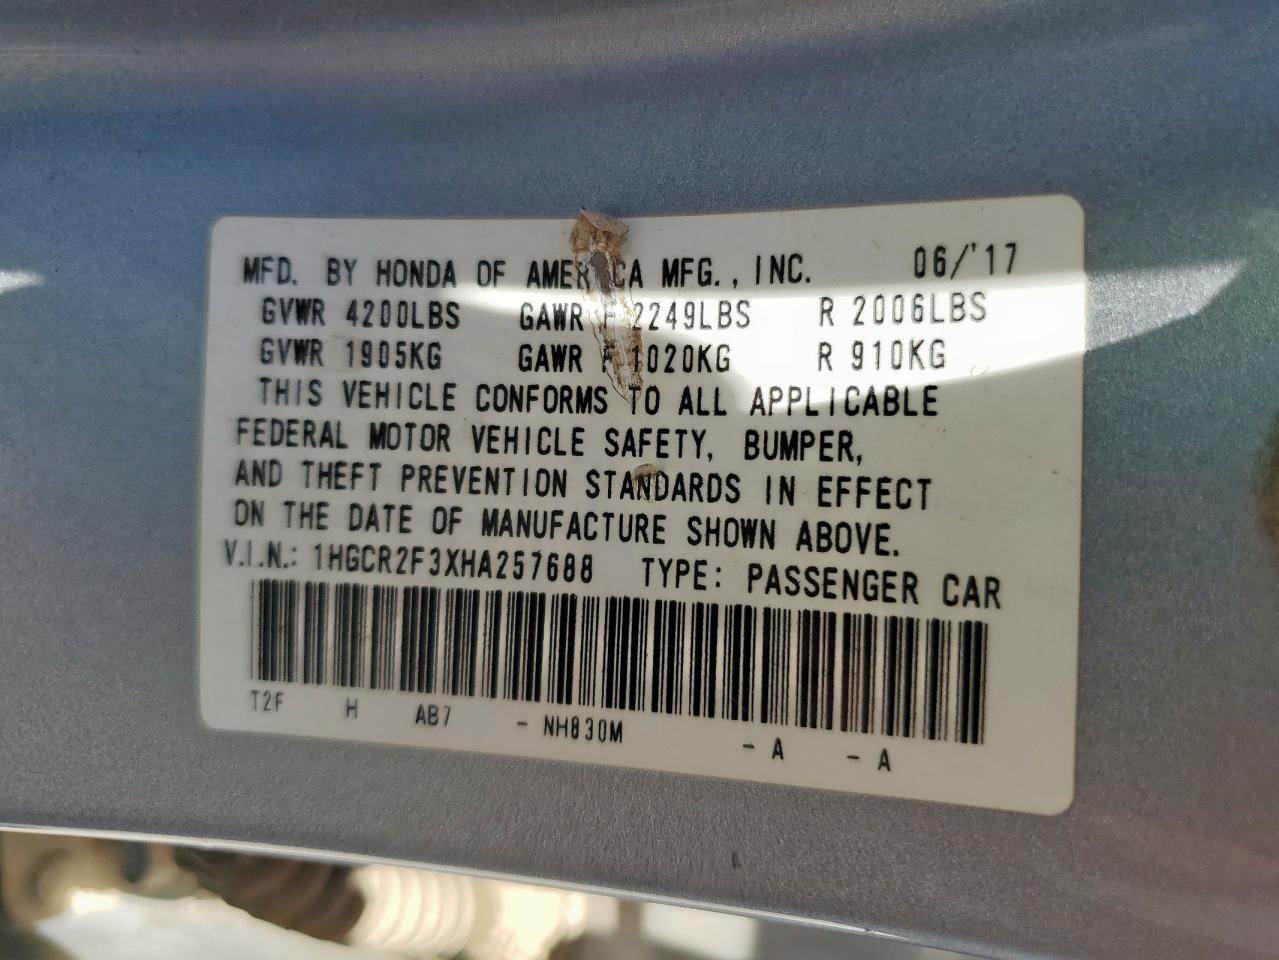 MFD. BY HONDA OF AMERICA MFG., INC. 06/'17
GVWR 4200LBS GAWR F 2249LBS R 2006LBS
GVWR 1905KG GAWR F 1020KG R 910KG
THIS VEHICLE CONFORMS TO ALL APPLICABLE
FEDERAL MOTOR VEHICLE SAFETY, BUMPER,
AND THEFT PREVENTION STANDARDS IN EFFECT
ON THE DATE OF MANUFACTURE SHOWN ABOVE.
V.I.N.: 1HGCR2F3XHA257688 TYPE: PASSENGER CAR
T2F H AB7 - NH830M - A - A